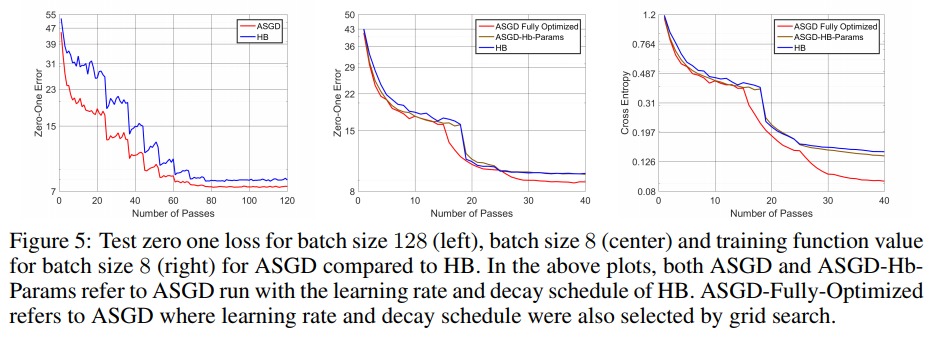 55
47
39
31
23
15
7
Zero-One Error
ASGD
HB
0 20 40 60 80 100 120
Number of Passes
50
43
36
29
22
15
8
Zero-One Error
ASGD Fully Optimized
ASGD-Hb-Params
HB
0 10 20 30 40
Number of Passes
1.2
0.764
0.487
0.31
0.197
0.126
0.08
Cross Entropy
ASGD Fully Optimized
ASGD-Hb-Params
HB
0 10 20 30 40
Number of Passes
Figure 5: Test zero one loss for batch size 128 (left), batch size 8 (center) and training function value
for batch size 8 (right) for ASGD compared to HB. In the above plots, both ASGD and ASGD-Hb-
Params refer to ASGD run with the learning rate and decay schedule of HB. ASGD-Fully-Optimized
refers to ASGD where learning rate and decay schedule were also selected by grid search.